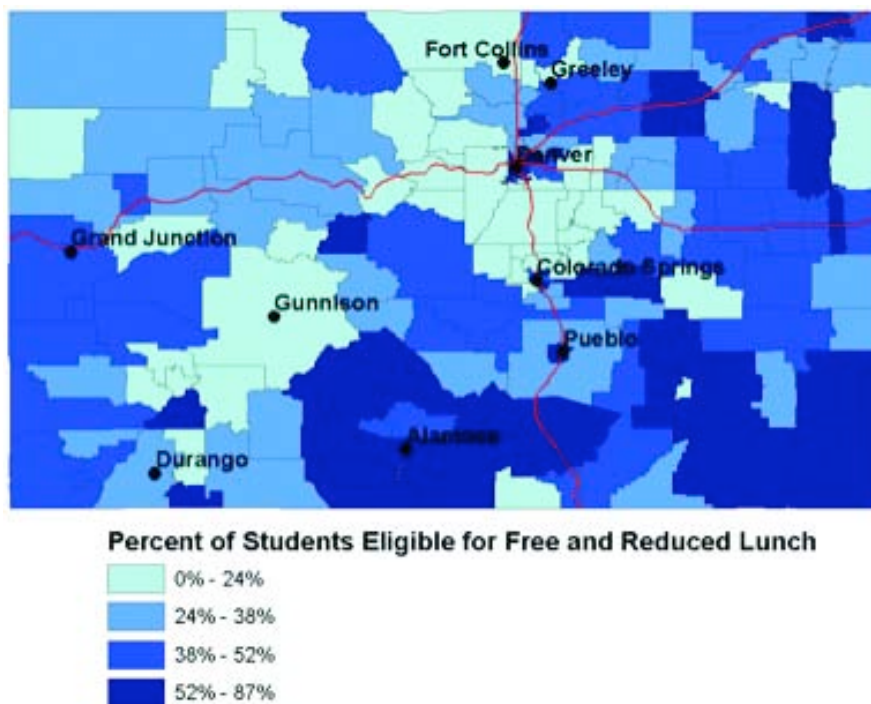 Fort Collins
Greeley
Denver
Grand Junction
Colorado Springs
Gunnison
Pueblo
Alamosa
Durango
Percent of Students Eligible for Free and Reduced Lunch
0% - 24%
24% - 38%
38% - 52%
52% - 87%